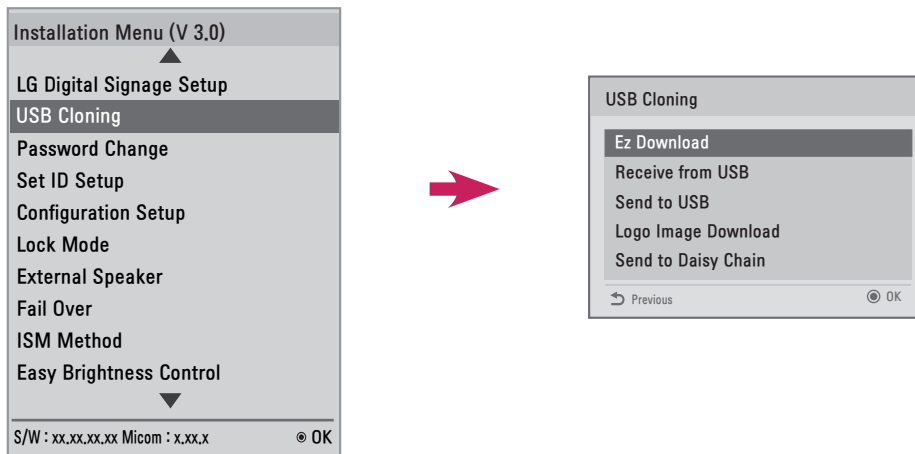 Installation Menu (V 3.0)
LG Digital Signage Setup
USB Cloning
Password Change
Set ID Setup
Configuration Setup
Lock Mode
External Speaker
Fail Over
ISM Method
Easy Brightness Control
S/W : xx.xx.xx.xx Micom : x.xx.x OK
USB Cloning
Ez Download
Receive from USB
Send to USB
Logo Image Download
Send to Daisy Chain
Previous OK